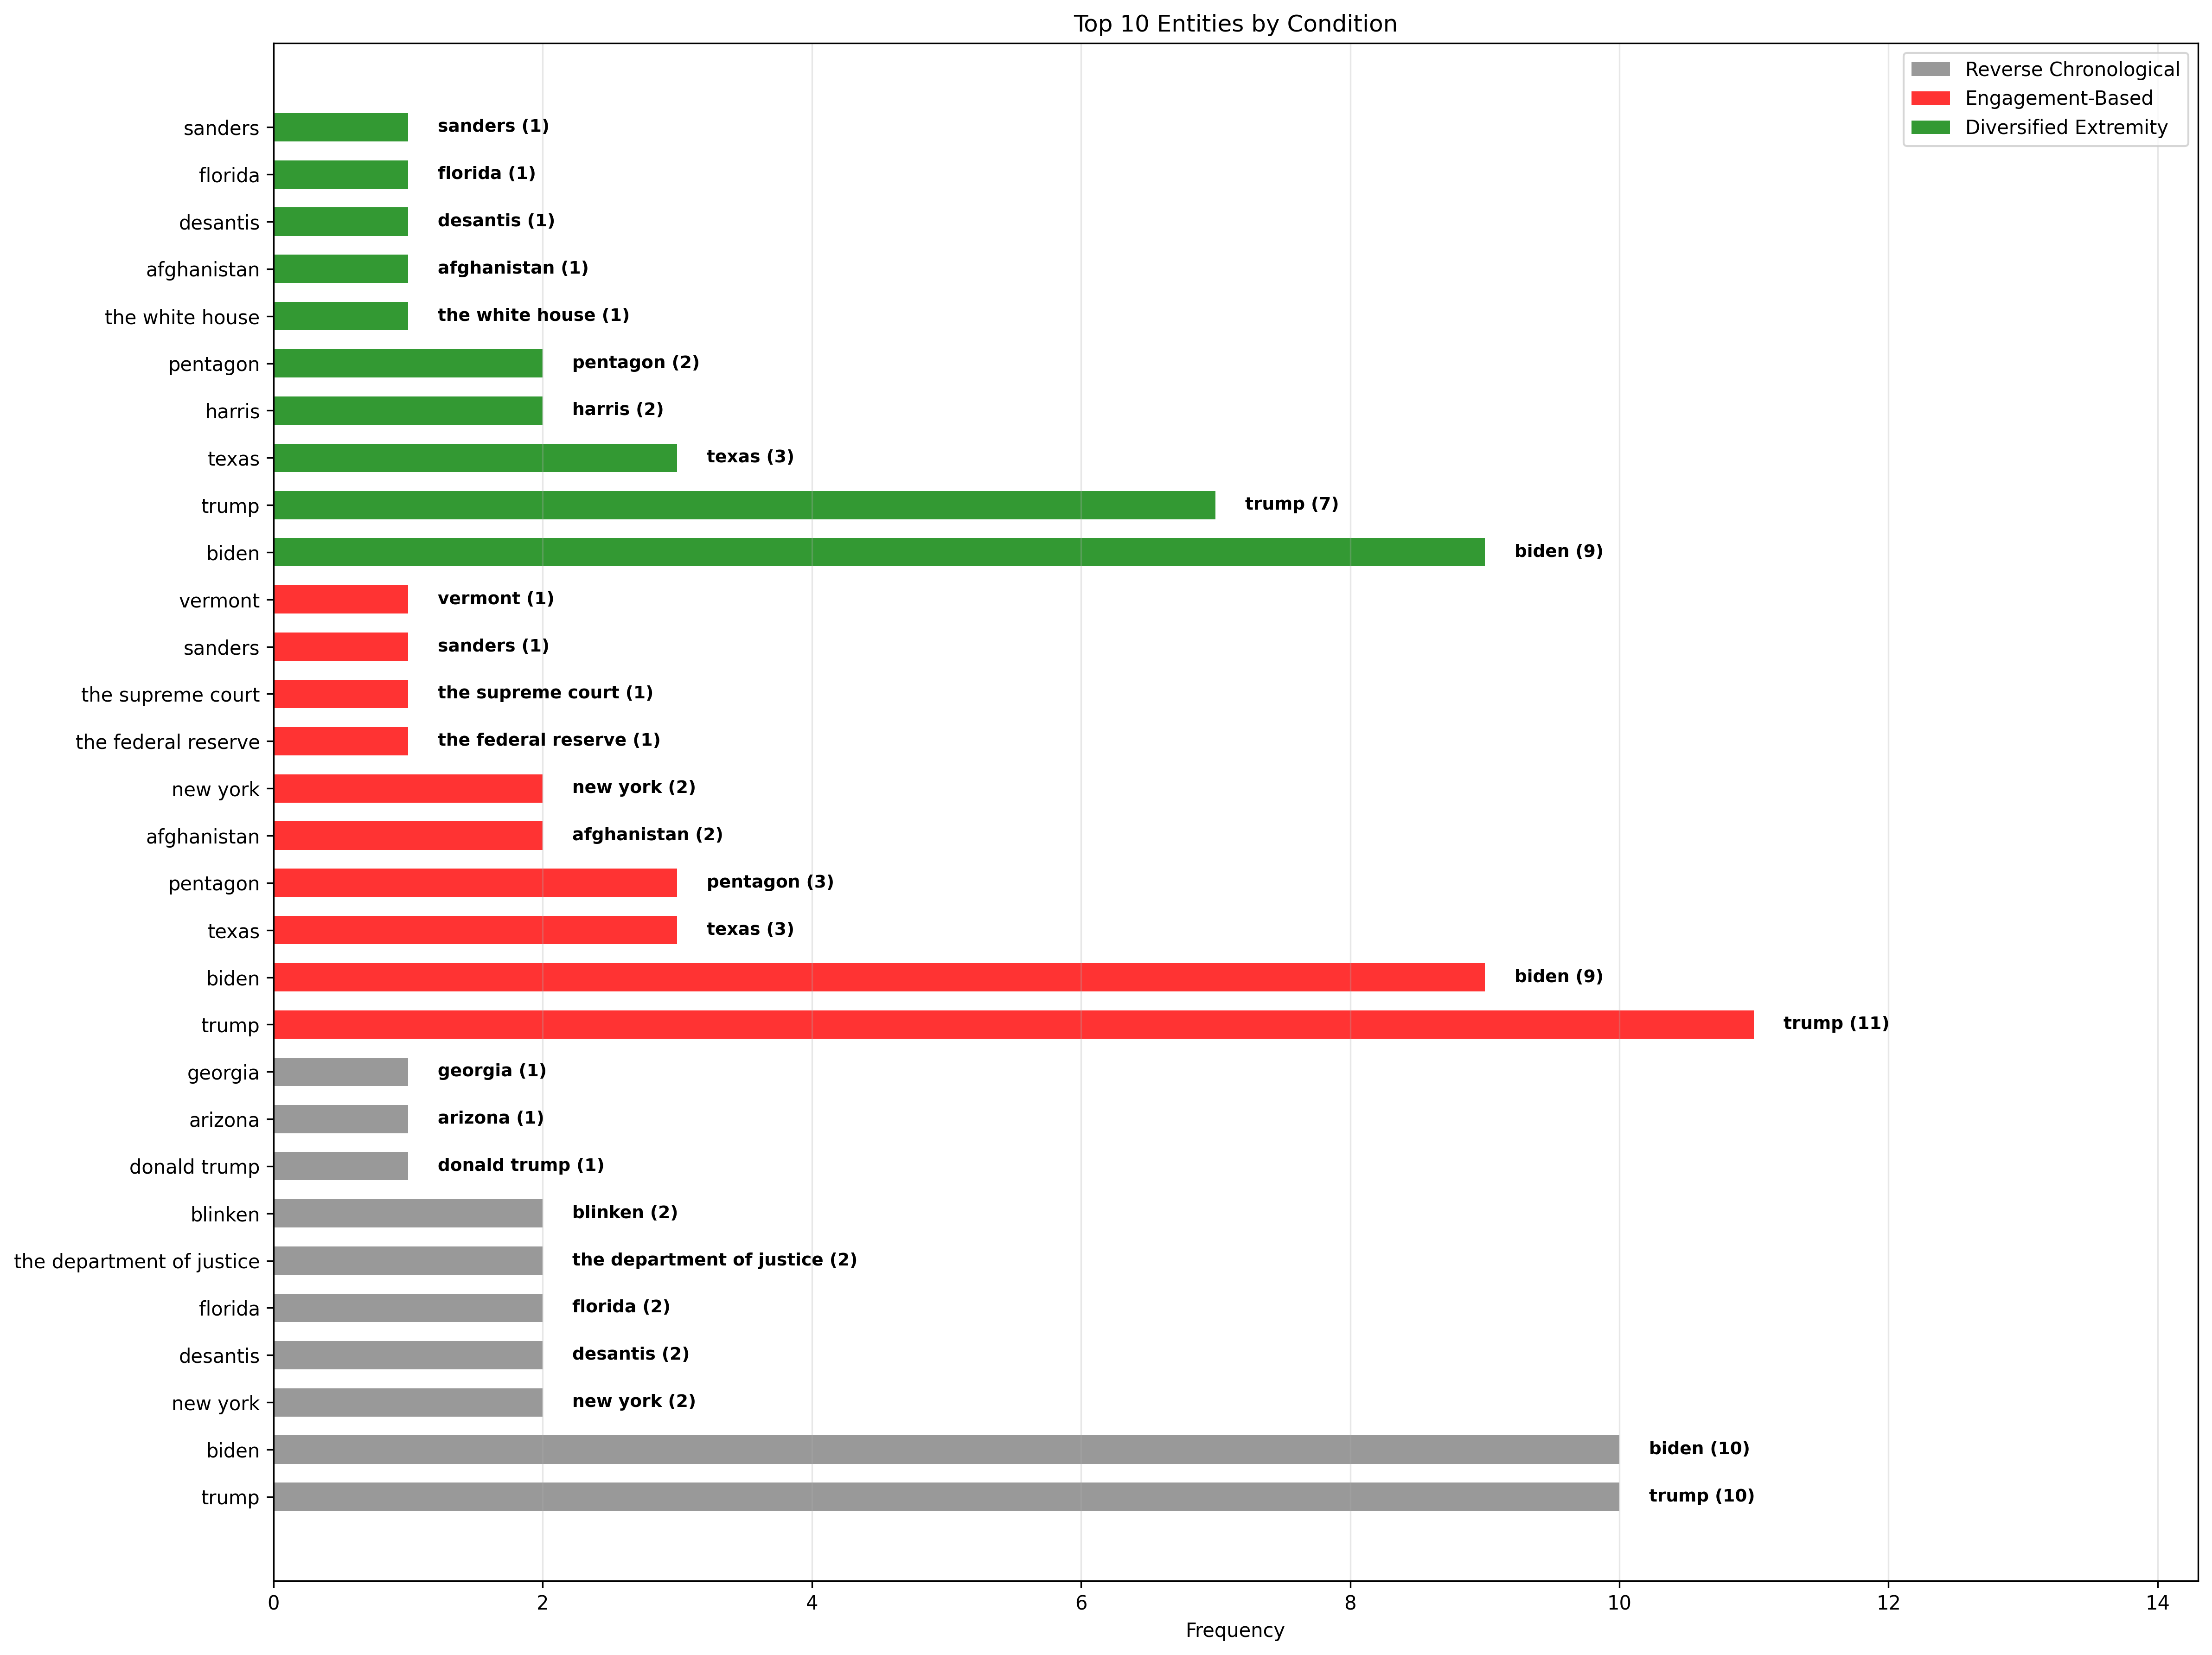 Top 10 Entities by Condition
Reverse Chronological
Engagement-Based
Diversified Extremity
sanders sanders (1)
florida florida (1)
desantis desantis (1)
afghanistan afghanistan (1)
the white house the white house (1)
pentagon pentagon (2)
harris harris (2)
texas texas (3)
trump trump (7)
biden biden (9)
vermont vermont (1)
sanders sanders (1)
the supreme court the supreme court (1)
the federal reserve the federal reserve (1)
new york new york (2)
afghanistan afghanistan (2)
pentagon pentagon (3)
texas texas (3)
biden biden (9)
trump trump (11)
georgia georgia (1)
arizona arizona (1)
donald trump donald trump (1)
blinken blinken (2)
the department of justice the department of justice (2)
florida florida (2)
desantis desantis (2)
new york new york (2)
biden biden (10)
trump trump (10)
0 2 4 6 8 10 12 14
Frequency